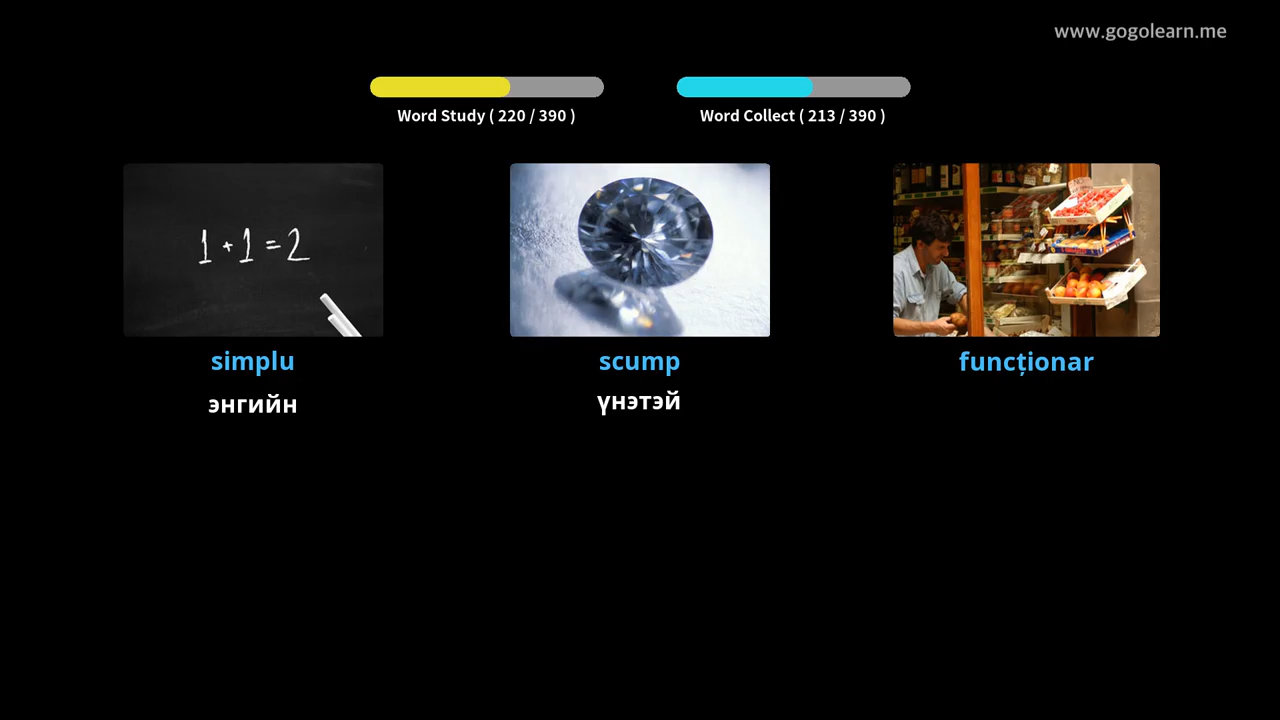 www.gogolearn.me
Word Study ( 220 / 390 )
Word Collect ( 213 / 390 )
1 + 1 = 2
simplu
scump
funcționar
энгийн
үнэтэй